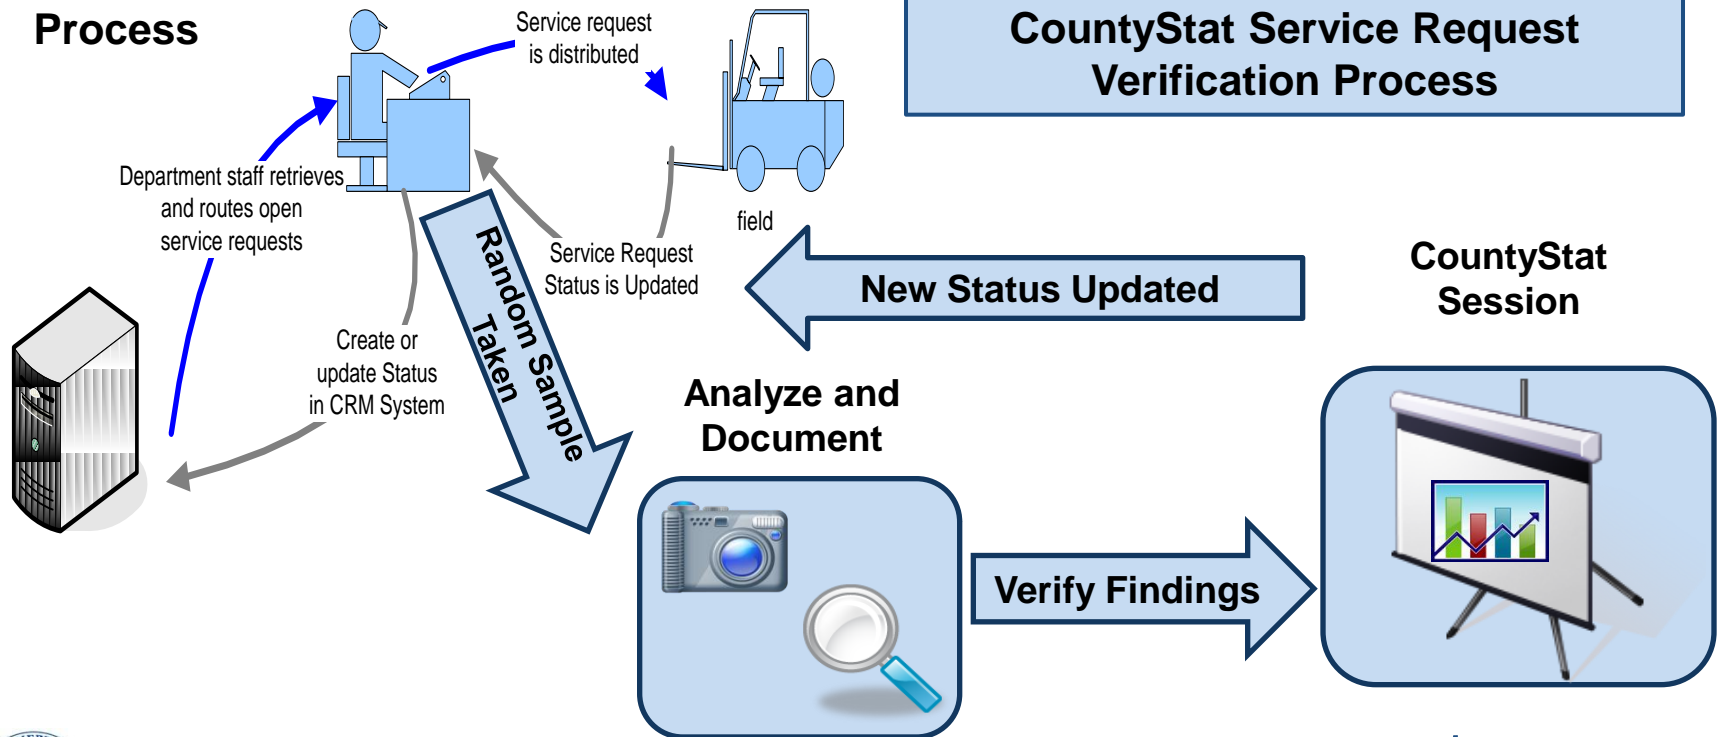 Process
Service request
is distributed
CountyStat Service Request
Verification Process
Department staff retrieves
and routes open
service requests
field
Service Request
Status is Updated
Random Sample
Taken
New Status Updated
CountyStat
Session
Create or
update Status
in CRM System
Analyze and
Document
Verify Findings